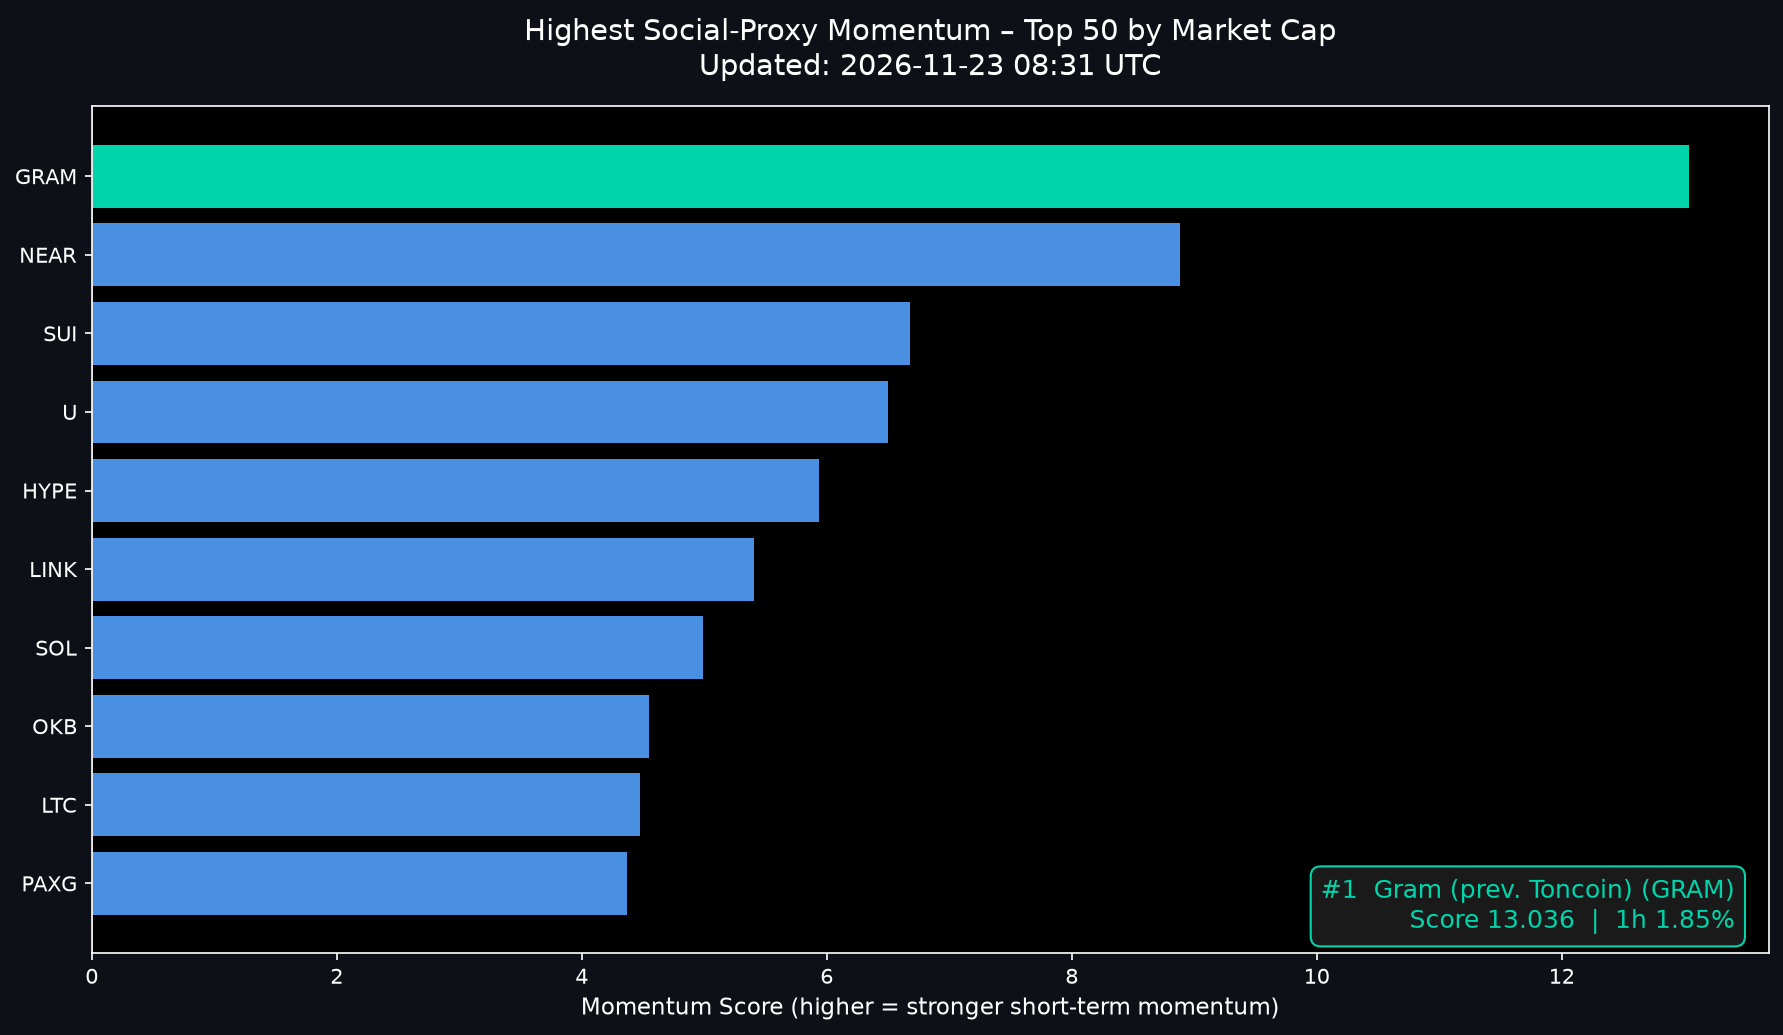 Highest Social-Proxy Momentum – Top 50 by Market Cap
Updated: 2026-11-23 08:31 UTC
GRAM
NEAR
SUI
U
HYPE
LINK
SOL
OKB
LTC
PAXG
#1 Gram (prev. Toncoin) (GRAM)
Score 13.036 | 1h 1.85%
0 2 4 6 8 10 12
Momentum Score (higher = stronger short-term momentum)